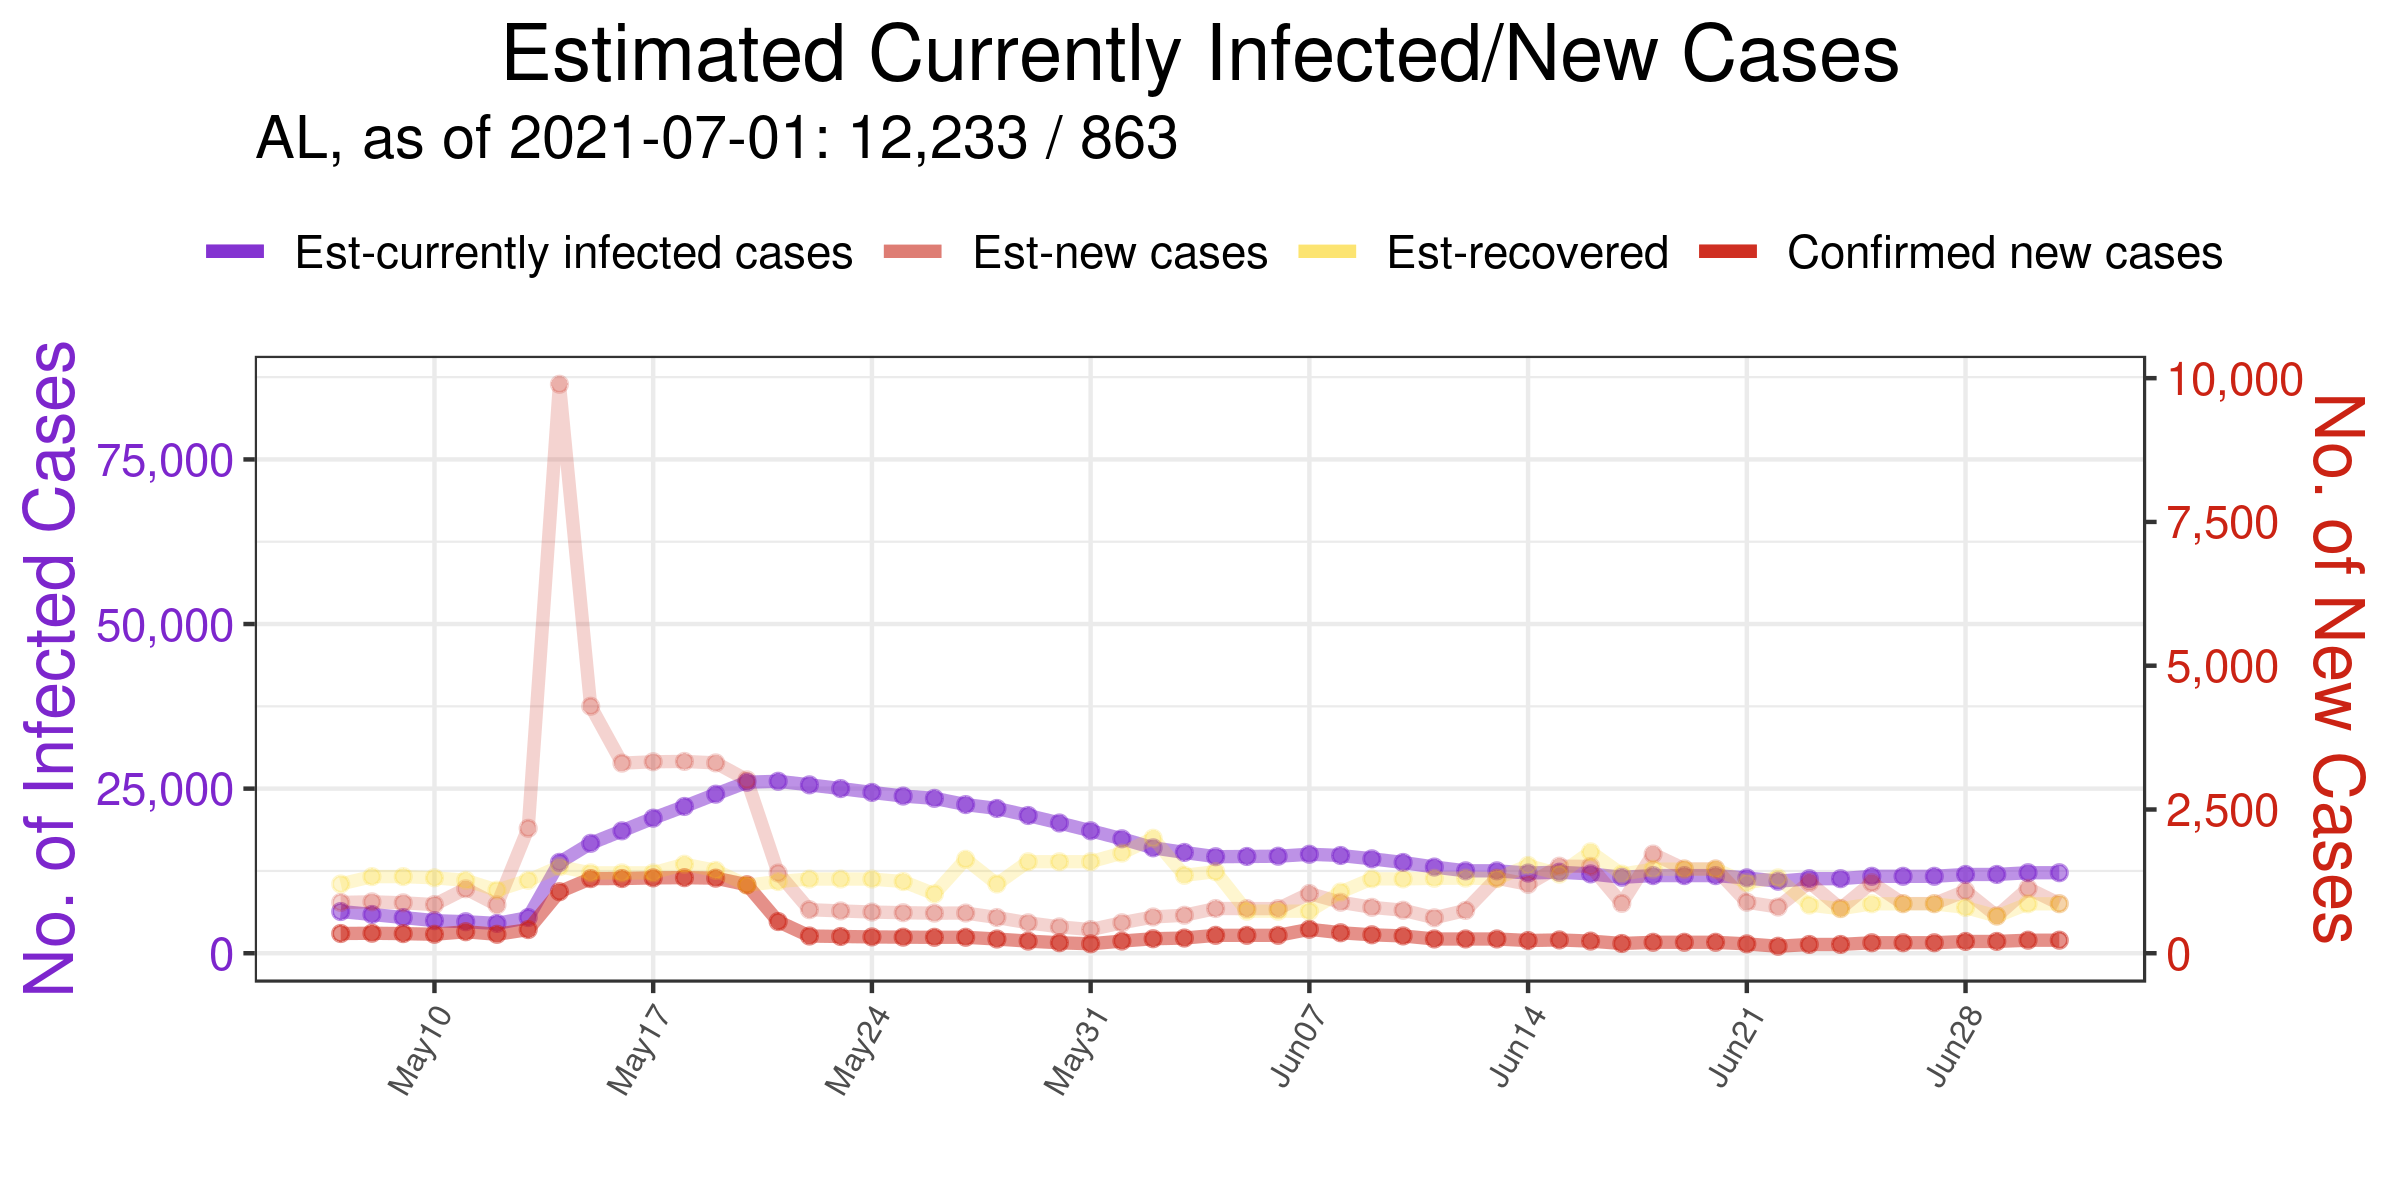 Estimated Currently Infected/New Cases
AL, as of 2021-07-01: 12,233 / 863
Est-currently infected cases Est-new cases Est-recovered Confirmed new cases
No. of Infected Cases
75,000
50,000
25,000
0
10,000
7,500
5,000
2,500
0
No. of New Cases
May10 May17 May24 May31 Jun07 Jun14 Jun21 Jun28